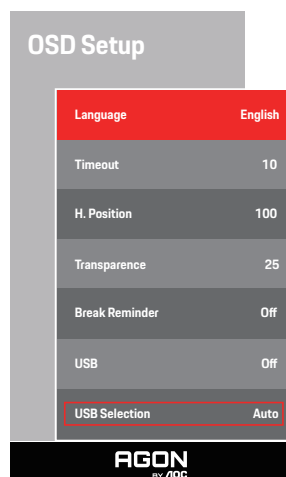 OSD Setup
Language English
Timeout 10
H. Position 100
Transparence 25
Break Reminder Off
USB Off
USB Selection Auto
AGON
BY AOC